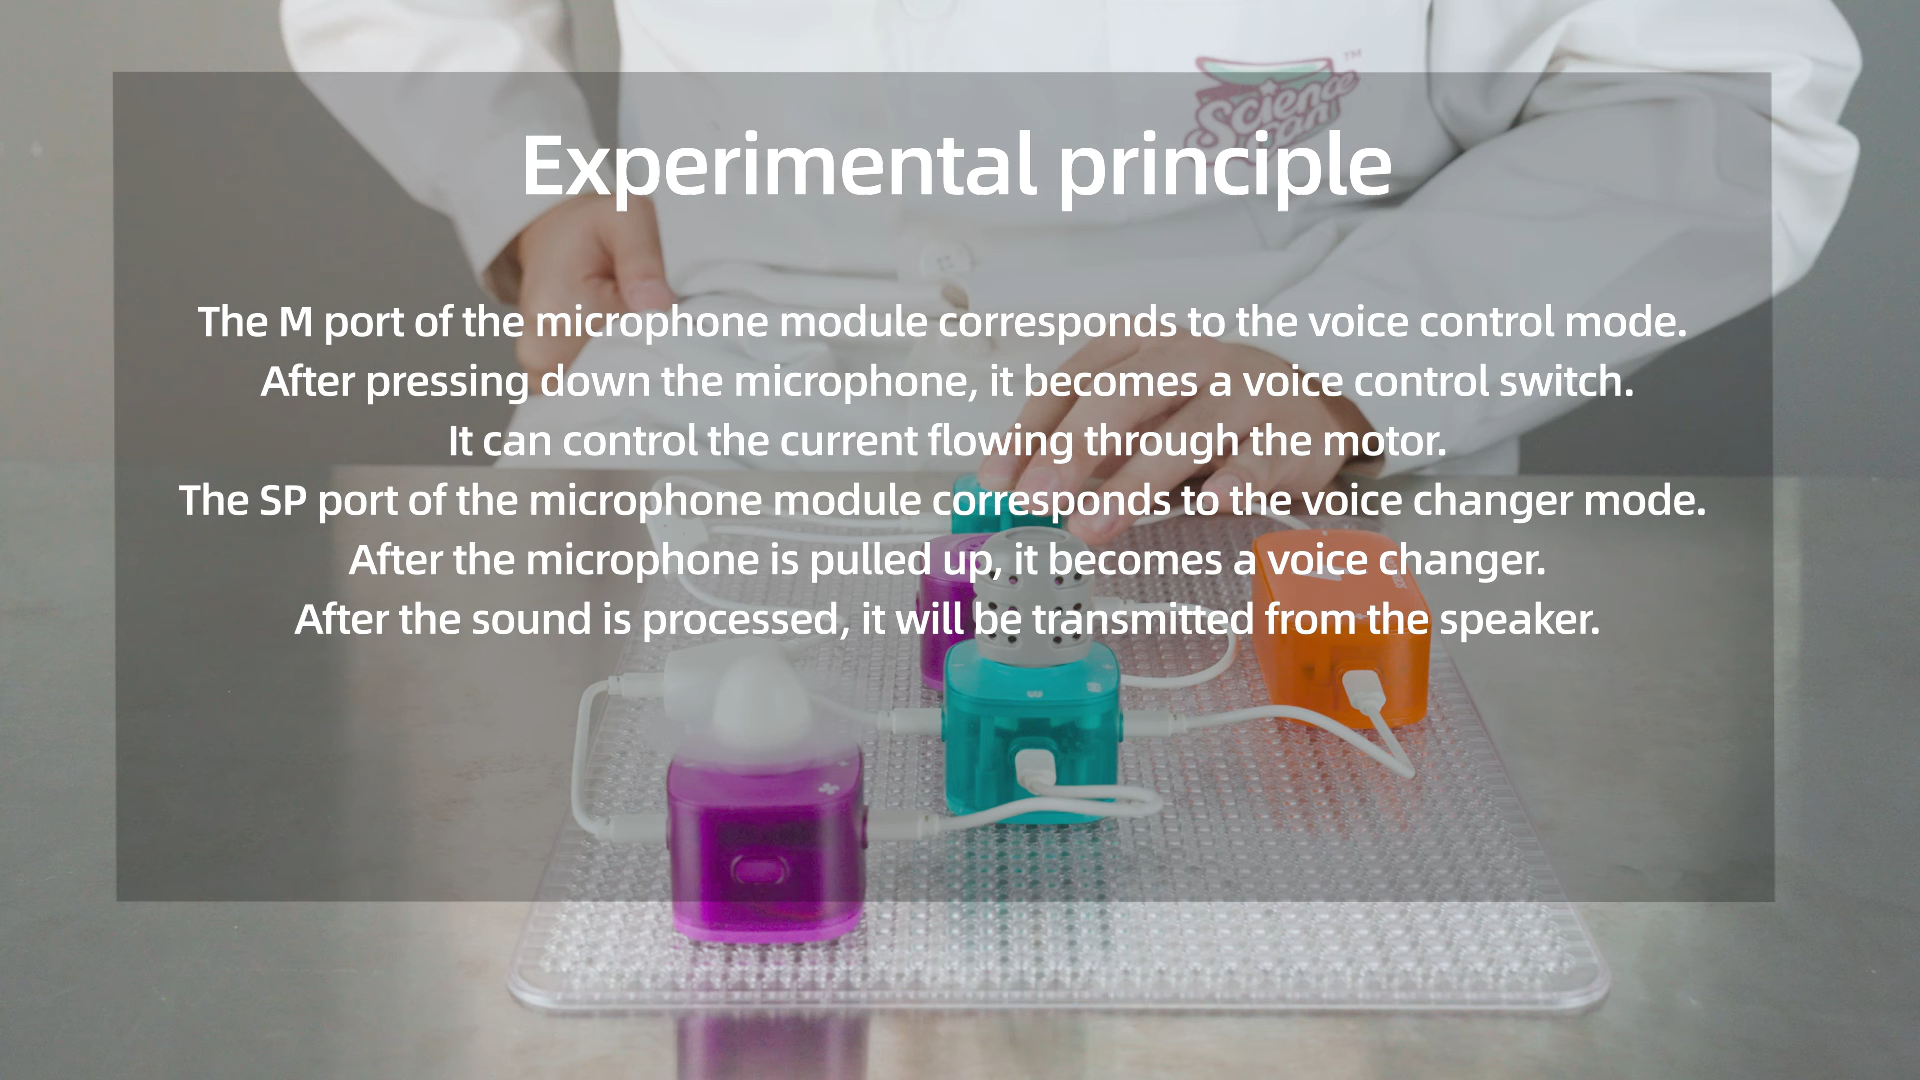 Science
can
TM
Experimental principle
The M port of the microphone module corresponds to the voice control mode.
After pressing down the microphone, it becomes a voice control switch.
It can control the current flowing through the motor.
The SP port of the microphone module corresponds to the voice changer mode.
After the microphone is pulled up, it becomes a voice changer.
After the sound is processed, it will be transmitted from the speaker.